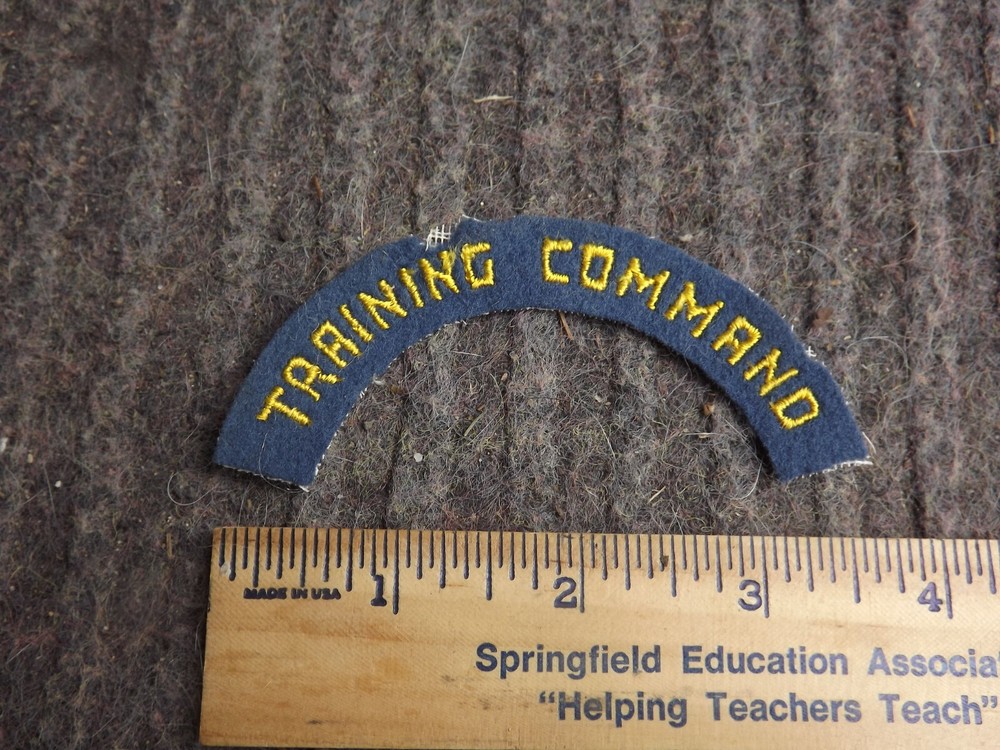 TRAINING COMMAND
MADE IN USA
1 2 3 4
Springfield Education Associa
"Helping Teachers Teach"